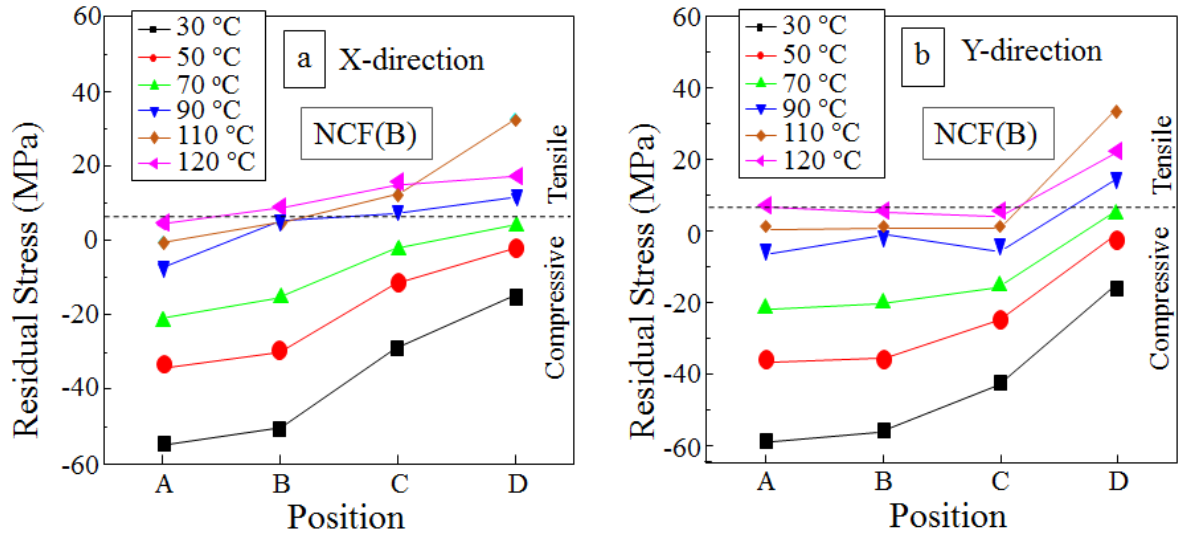 30 °C
50 °C
70 °C
90 °C
110 °C
120 °C
a
X-direction
NCF(B)
Tensile
Compressive
Residual Stress (MPa)
60
40
20
0
-20
-40
-60
A B C D
Position
30 °C
50 °C
70 °C
90 °C
110 °C
120 °C
b
Y-direction
NCF(B)
Tensile
Compressive
Residual Stress (MPa)
60
40
20
0
-20
-40
-60
A B C D
Position